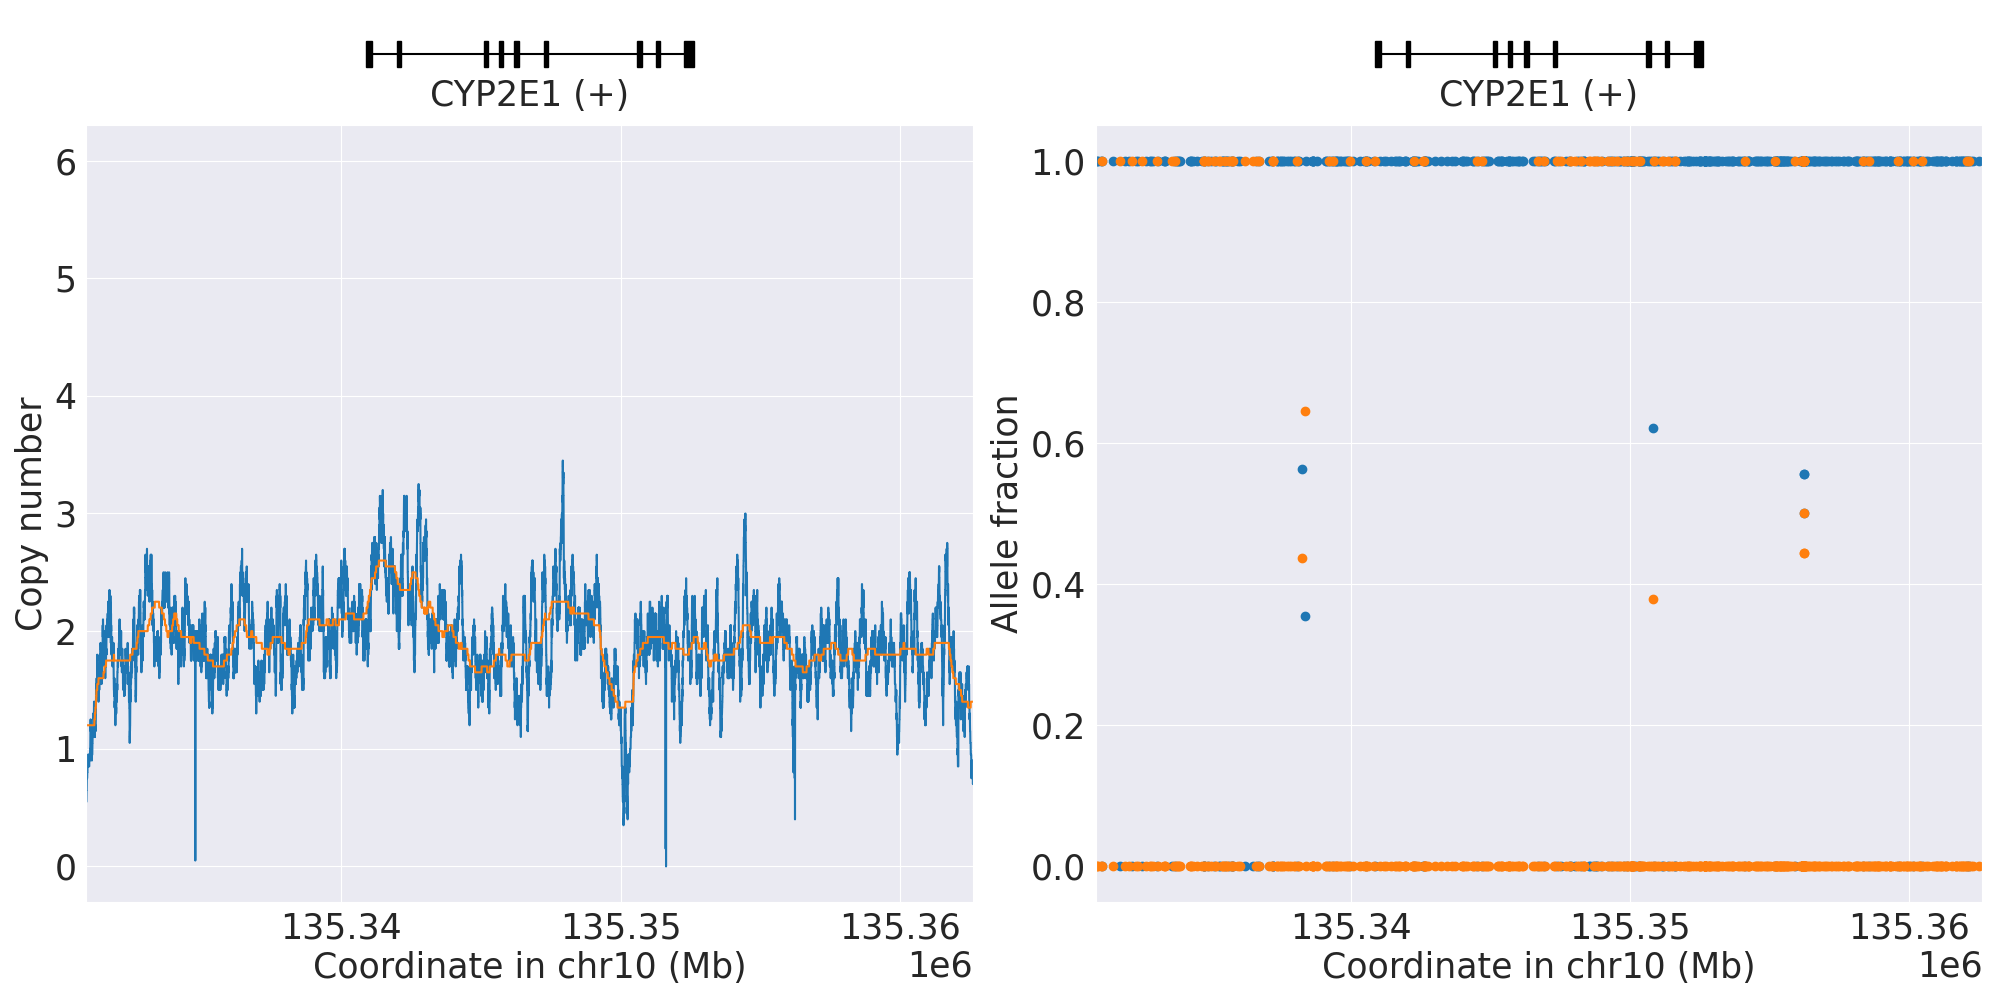 CYP2E1 (+)
6
5
4
3
2
1
0
Copy number
135.34 135.35 135.36
Coordinate in chr10 (Mb)
1e6
CYP2E1 (+)
1.0
0.8
0.6
0.4
0.2
0.0
Allele fraction
135.34 135.35 135.36
Coordinate in chr10 (Mb)
1e6